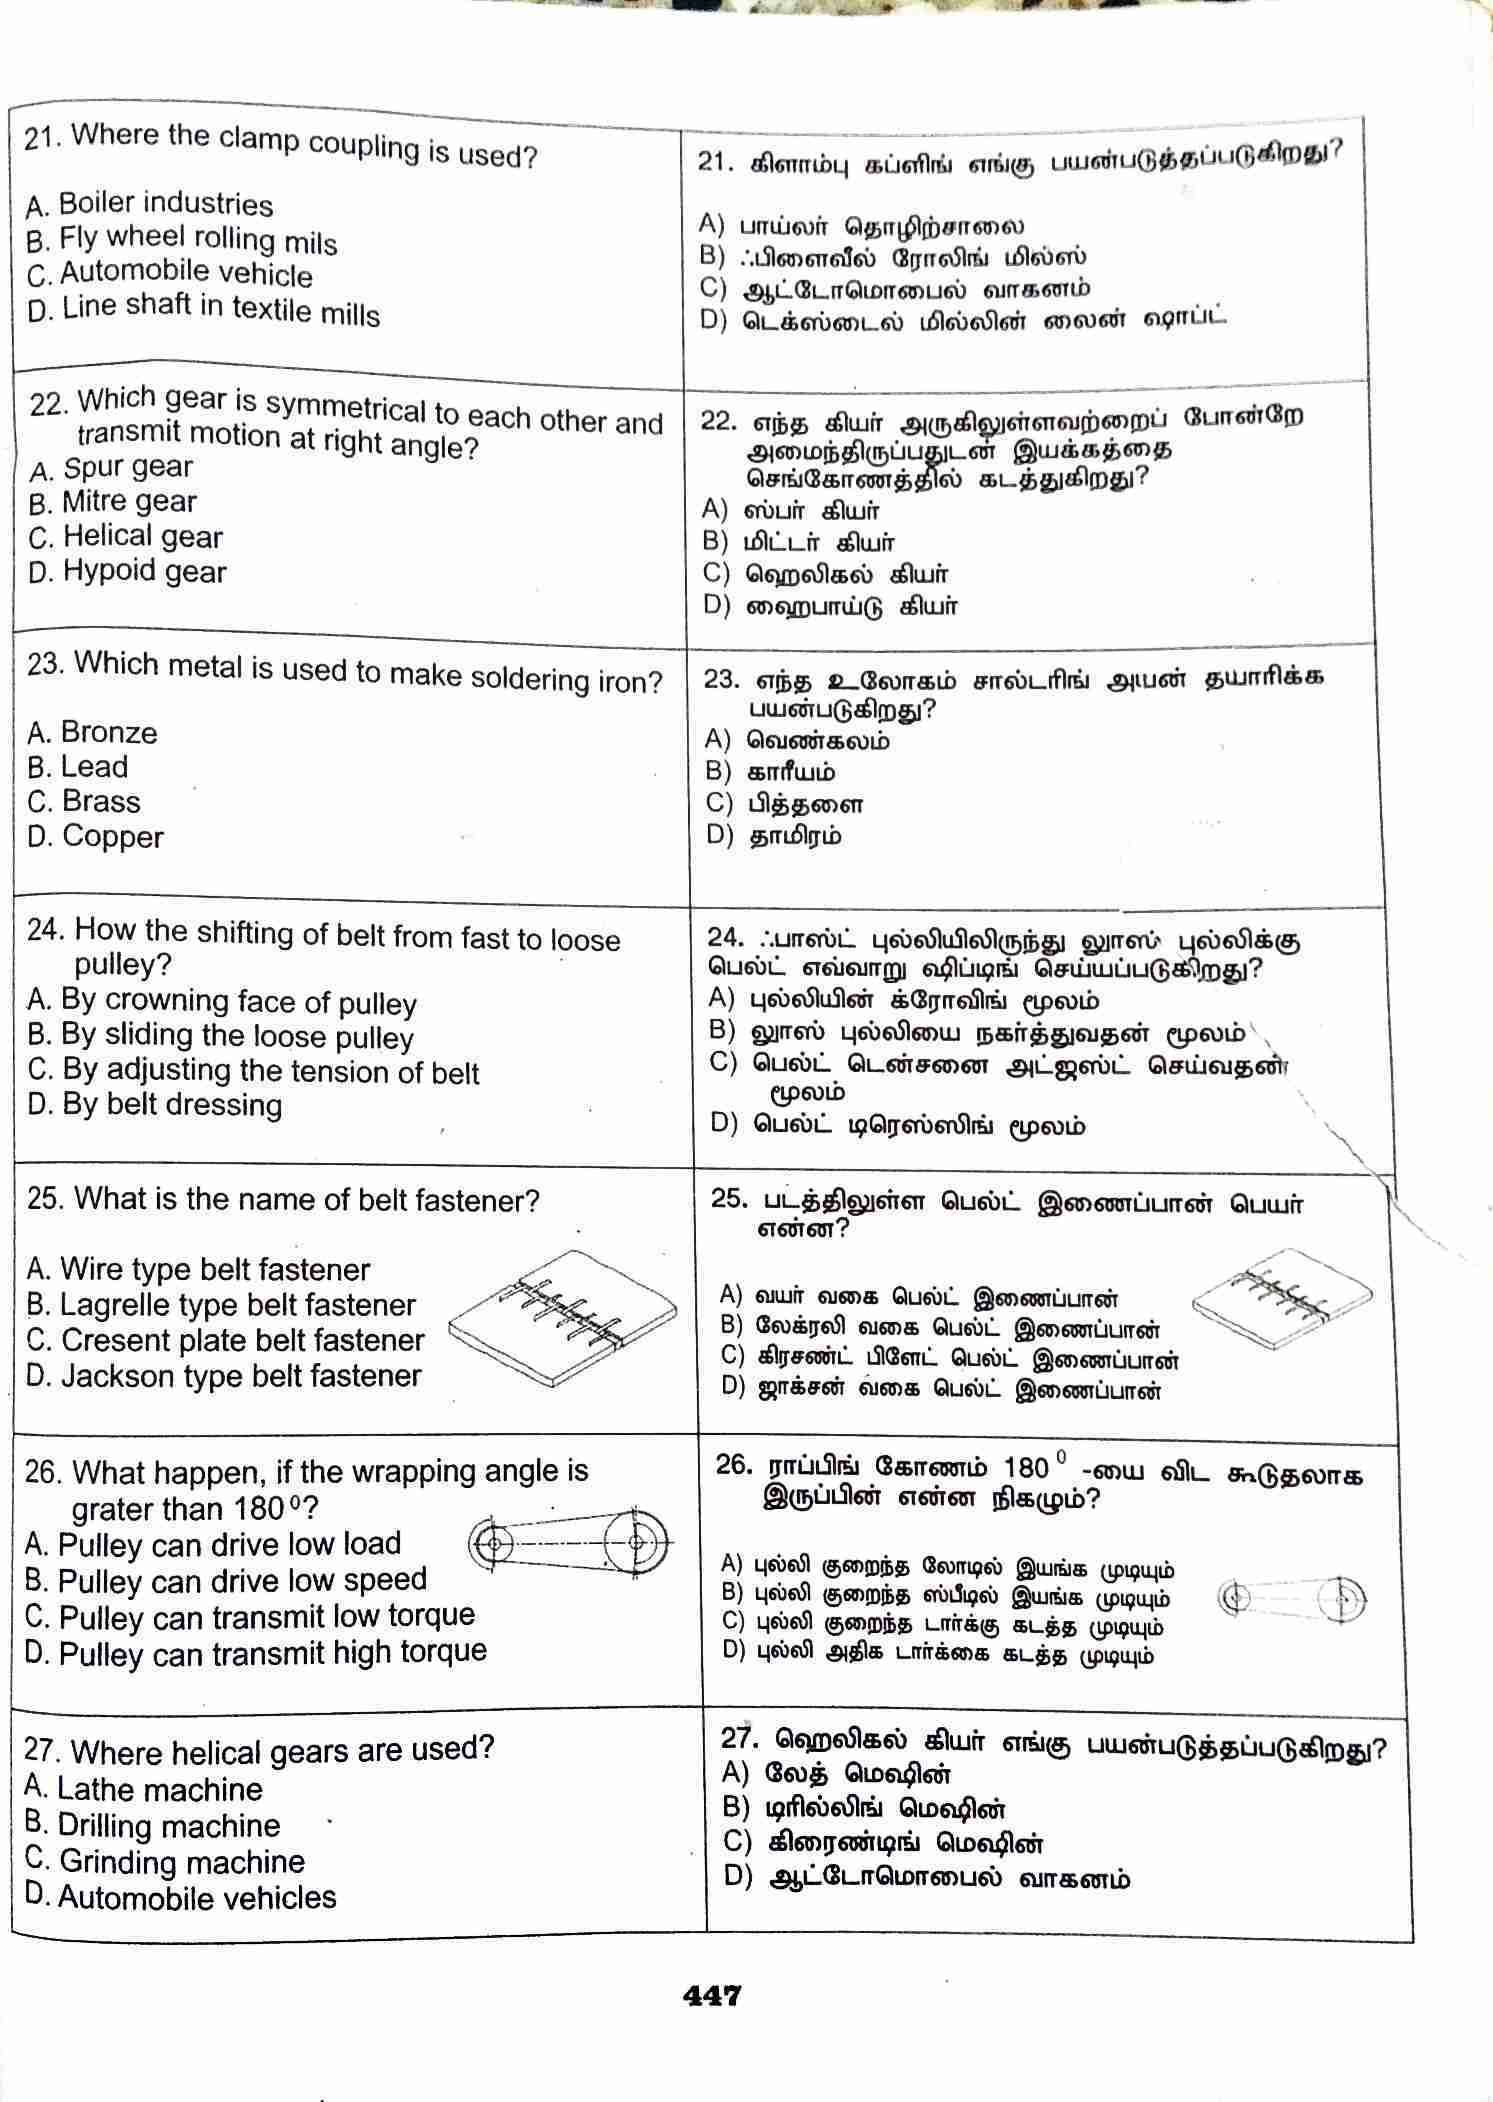 21. Where the clamp coupling is used?
A. Boiler industries
B. Fly wheel rolling mils
C. Automobile vehicle
D. Line shaft in textile mills
21. கிளாம்பு கப்ளிங் எங்கு பயன்படுத்தப்படுகிறது?
A) பாய்லர் தொழிற்சாலை
B) ஃபிளைவீல் ரோலிங் மில்ஸ்
C) ஆட்டோமொபைல் வாகனம்
D) டெக்ஸ்டைல் மில்லின் லைன் ஷாப்ட்
22. Which gear is symmetrical to each other and
transmit motion at right angle?
A. Spur gear
B. Mitre gear
C. Helical gear
D. Hypoid gear
22. எந்த கியர் அருகிலுள்ளவற்றைப் போன்றே
அமைந்திருப்பதுடன் இயக்கத்தை
செங்கோணத்தில் கடத்துகிறது?
A) ஸ்பர் கியர்
B) மிட்டர் கியர்
C) ஹெலிகல் கியர்
D) ஹைபாய்டு கியர்
23. Which metal is used to make soldering iron?
A. Bronze
B. Lead
C. Brass
D. Copper
23. எந்த உலோகம் சால்டரிங் அயன் தயாரிக்க
பயன்படுகிறது?
A) வெண்கலம்
B) காரீயம்
C) பித்தளை
D) தாமிரம்
24. How the shifting of belt from fast to loose
pulley?
A. By crowning face of pulley
B. By sliding the loose pulley
C. By adjusting the tension of belt
D. By belt dressing
24. ஃபாஸ்ட் புல்லியிலிருந்து லூஸ் புல்லிக்கு
பெல்ட் எவ்வாறு ஷிப்டிங் செய்யப்படுகிறது?
A) புல்லியின் க்ரோவிங் மூலம்
B) லூஸ் புல்லியை நகர்த்துவதன் மூலம்
C) பெல்ட் டென்சனை அட்ஜஸ்ட் செய்வதன்
மூலம்
D) பெல்ட் டிரெஸ்ஸிங் மூலம்
25. What is the name of belt fastener?
A. Wire type belt fastener
B. Lagrelle type belt fastener
C. Cresent plate belt fastener
D. Jackson type belt fastener
25. படத்திலுள்ள பெல்ட் இணைப்பான் பெயர்
என்ன?
A) வயர் வகை பெல்ட் இணைப்பான்
B) லேக்ரலி வகை பெல்ட் இணைப்பான்
C) கிரசண்ட் பிளேட் பெல்ட் இணைப்பான்
D) ஜாக்சன் வகை பெல்ட் இணைப்பான்
26. What happen, if the wrapping angle is
grater than 180⁰?
A. Pulley can drive low load
B. Pulley can drive low speed
C. Pulley can transmit low torque
D. Pulley can transmit high torque
26. ராப்பிங் கோணம் 180⁰ -யை விட கூடுதலாக
இருப்பின் என்ன நிகழும்?
A) புல்லி குறைந்த லோடில் இயங்க முடியும்
B) புல்லி குறைந்த ஸ்பீடில் இயங்க முடியும்
C) புல்லி குறைந்த டார்க்கு கடத்த முடியும்
D) புல்லி அதிக டார்க்கை கடத்த முடியும்
27. Where helical gears are used?
A. Lathe machine
B. Drilling machine
C. Grinding machine
D. Automobile vehicles
27. ஹெலிகல் கியர் எங்கு பயன்படுத்தப்படுகிறது?
A) லேத் மெஷின்
B) டிரில்லிங் மெஷின்
C) கிரைண்டிங் மெஷின்
D) ஆட்டோமொபைல் வாகனம்
447